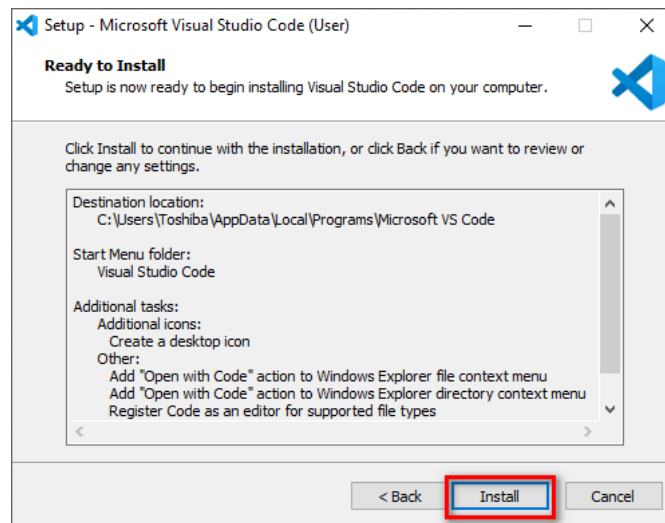 Setup - Microsoft Visual Studio Code (User)
Ready to Install
Setup is now ready to begin installing Visual Studio Code on your computer.
Click Install to continue with the installation, or click Back if you want to review or
change any settings.
Destination location:
C:\Users\Toshiba\AppData\Local\Programs\Microsoft VS Code
Start Menu folder:
Visual Studio Code
Additional tasks:
Additional icons:
Create a desktop icon
Other:
Add "Open with Code" action to Windows Explorer file context menu
Add "Open with Code" action to Windows Explorer directory context menu
Register Code as an editor for supported file types
< Back Install Cancel